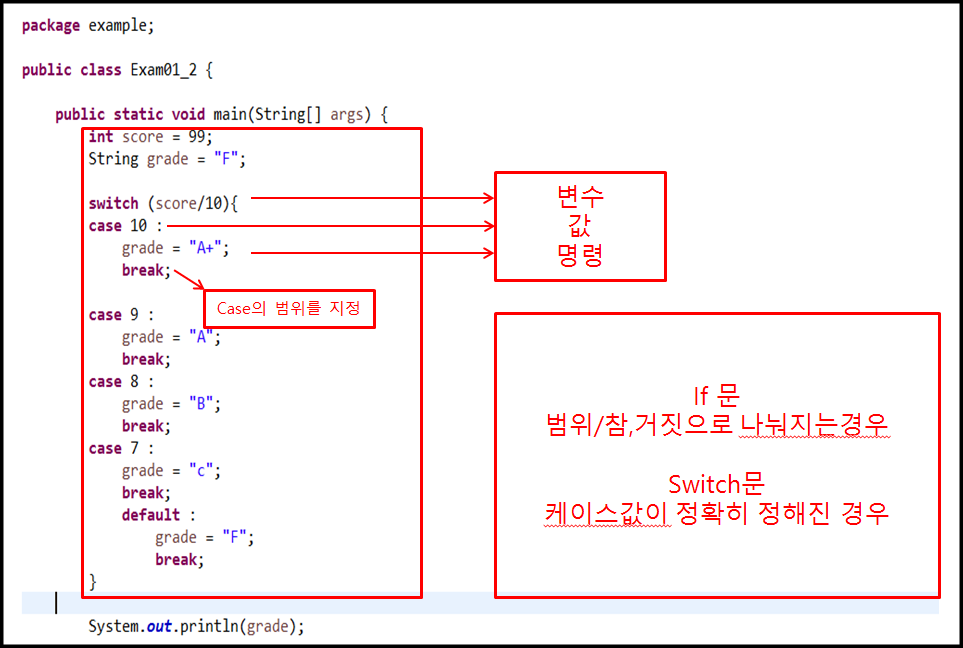 package example;
public class Exam01_2 {
public static void main(String[] args) {
int score = 99;
String grade = "F";
switch (score/10){
case 10 :
grade = "A+";
break;
case 9 :
grade = "A";
break;
case 8 :
grade = "B";
break;
case 7 :
grade = "c";
break;
default :
grade = "F";
break;
}
System.out.println(grade);
변수
값
명령
Case의 범위를 지정
If 문
범위/참,거짓으로 나눠지는경우
Switch문
케이스값이 정확히 정해진 경우